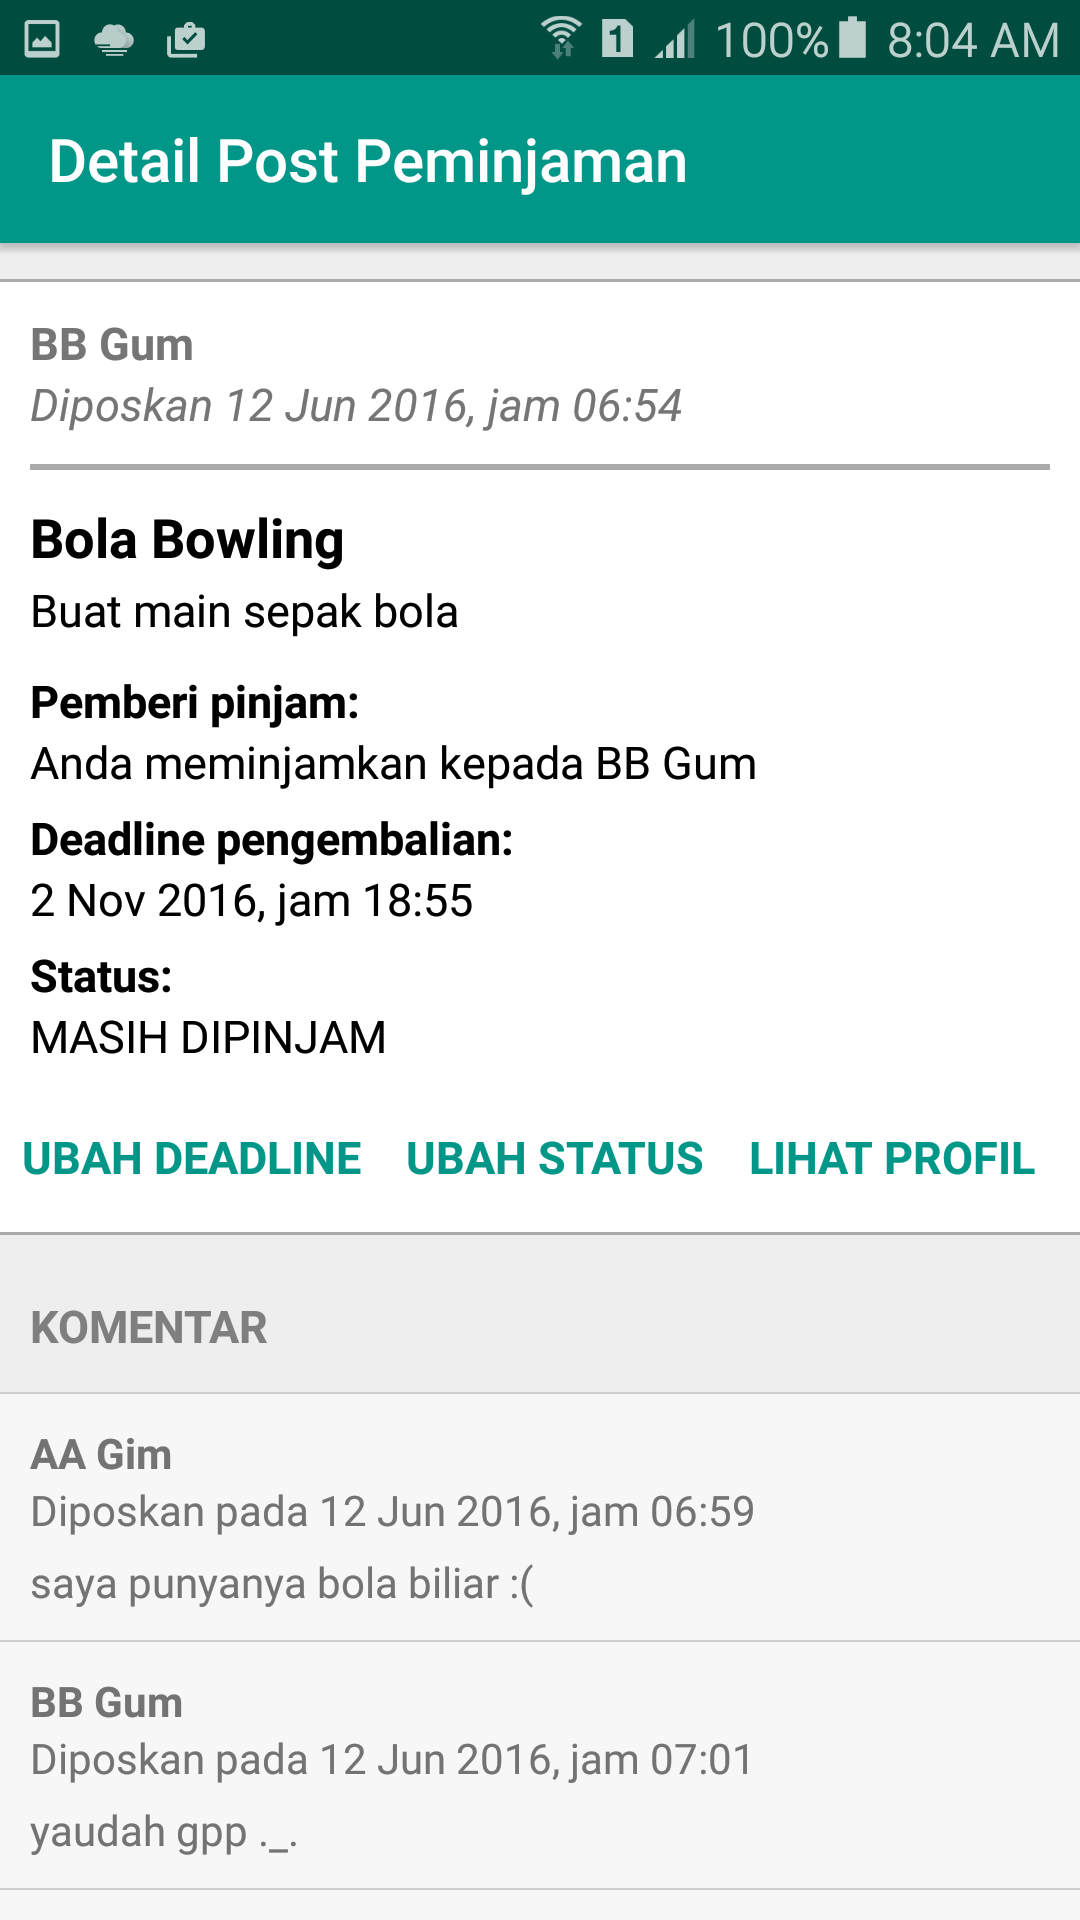 1 100% 8:04 AM
Detail Post Peminjaman
BB Gum
Diposkan 12 Jun 2016, jam 06:54
Bola Bowling
Buat main sepak bola
Pemberi pinjam:
Anda meminjamkan kepada BB Gum
Deadline pengembalian:
2 Nov 2016, jam 18:55
Status:
MASIH DIPINJAM
UBAH DEADLINE UBAH STATUS LIHAT PROFIL
KOMENTAR
AA Gim
Diposkan pada 12 Jun 2016, jam 06:59
saya punyanya bola biliar :(
BB Gum
Diposkan pada 12 Jun 2016, jam 07:01
yaudah gpp ._.